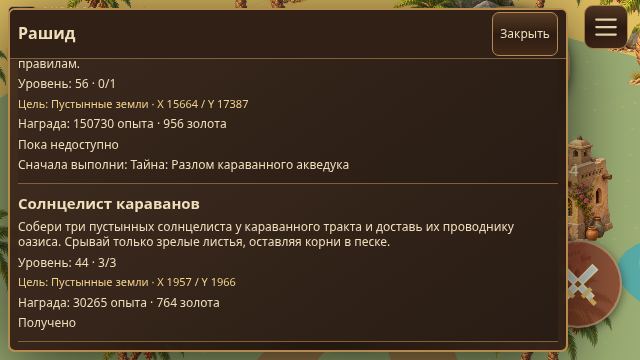 Рашид
Закрыть
правилам.
Уровень: 56 · 0/1
Цель: Пустынные земли · X 15664 / Y 17387
Награда: 150730 опыта · 956 золота
Пока недоступно
Сначала выполни: Тайна: Разлом караванного акведука
Солнцелист караванов
Собери три пустынных солнцелиста у караванного тракта и доставь их проводнику
оазиса. Срывай только зрелые листья, оставляя корни в песке.
Уровень: 44 · 3/3
Цель: Пустынные земли · X 1957 / Y 1966
Награда: 30265 опыта · 764 золота
Получено
4